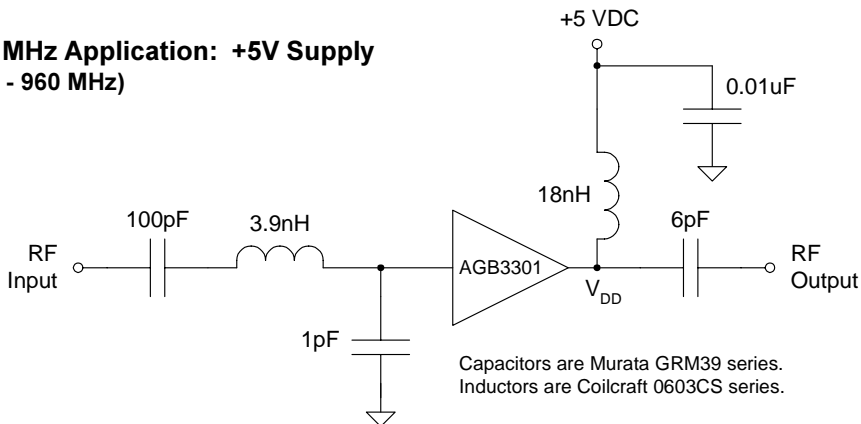 +5 VDC
MHz Application: +5V Supply
- 960 MHz)
0.01uF
18nH
100pF
3.9nH
6pF
RF
Input
AGB3301
RF
Output
VDD
1pF
Capacitors are Murata GRM39 series.
Inductors are Coilcraft 0603CS series.